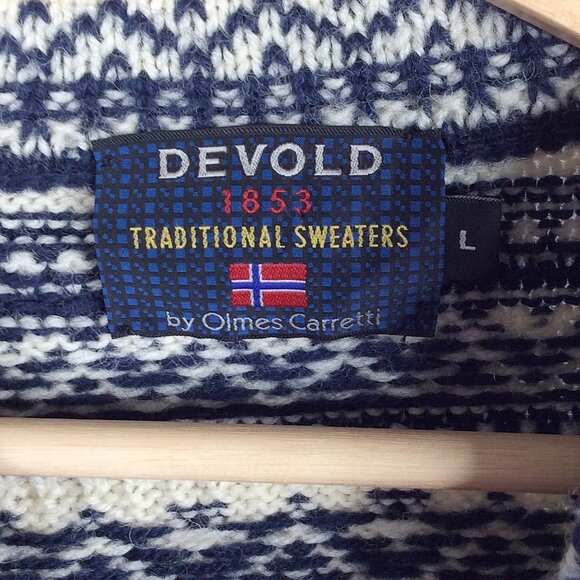 DEVOLD
1853
TRADITIONAL SWEATERS
by Olmes Carretti
L